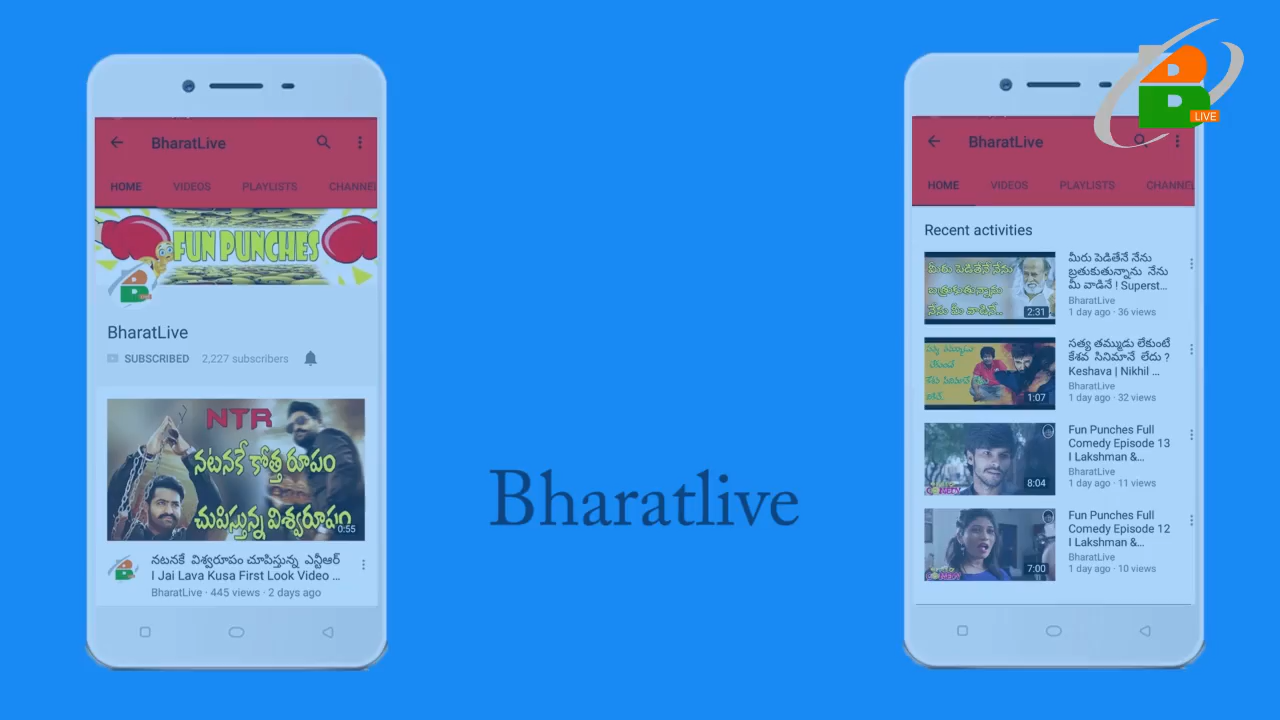 BharatLive
HOME VIDEOS PLAYLISTS CHANNEL
FUN PUNCHES
BharatLive
SUBSCRIBED 2,227 subscribers
NTR
నటనకే కోత్త రూపం
చుపిస్తున్న విశ్వరూపం
0:55
నటనకే విశ్వరూపం చూపిస్తున్న ఎన్టీఆర్
I Jai Lava Kusa First Look Video ...
BharatLive · 445 views · 2 days ago
Bharatlive
LIVE
BharatLive
HOME VIDEOS PLAYLISTS CHANNEL
Recent activities
మీరు పెడితేనే నేను
బ్రతుకుతున్నాను
నేను మీ వాడినే..
2:31
మీరు పెడితేనే నేను
బ్రతుకుతున్నాను నేను
మీ వాడినే ! Superst...
BharatLive
1 day ago · 36 views
1:07
సత్య తమ్ముడు లేకుంటే
కేశవ సినిమానే లేదు ?
Keshava | Nikhil ...
BharatLive
1 day ago · 32 views
8:04
Fun Punches Full
Comedy Episode 13
I Lakshman &...
BharatLive
1 day ago · 11 views
7:00
Fun Punches Full
Comedy Episode 12
I Lakshman &...
BharatLive
1 day ago · 10 views